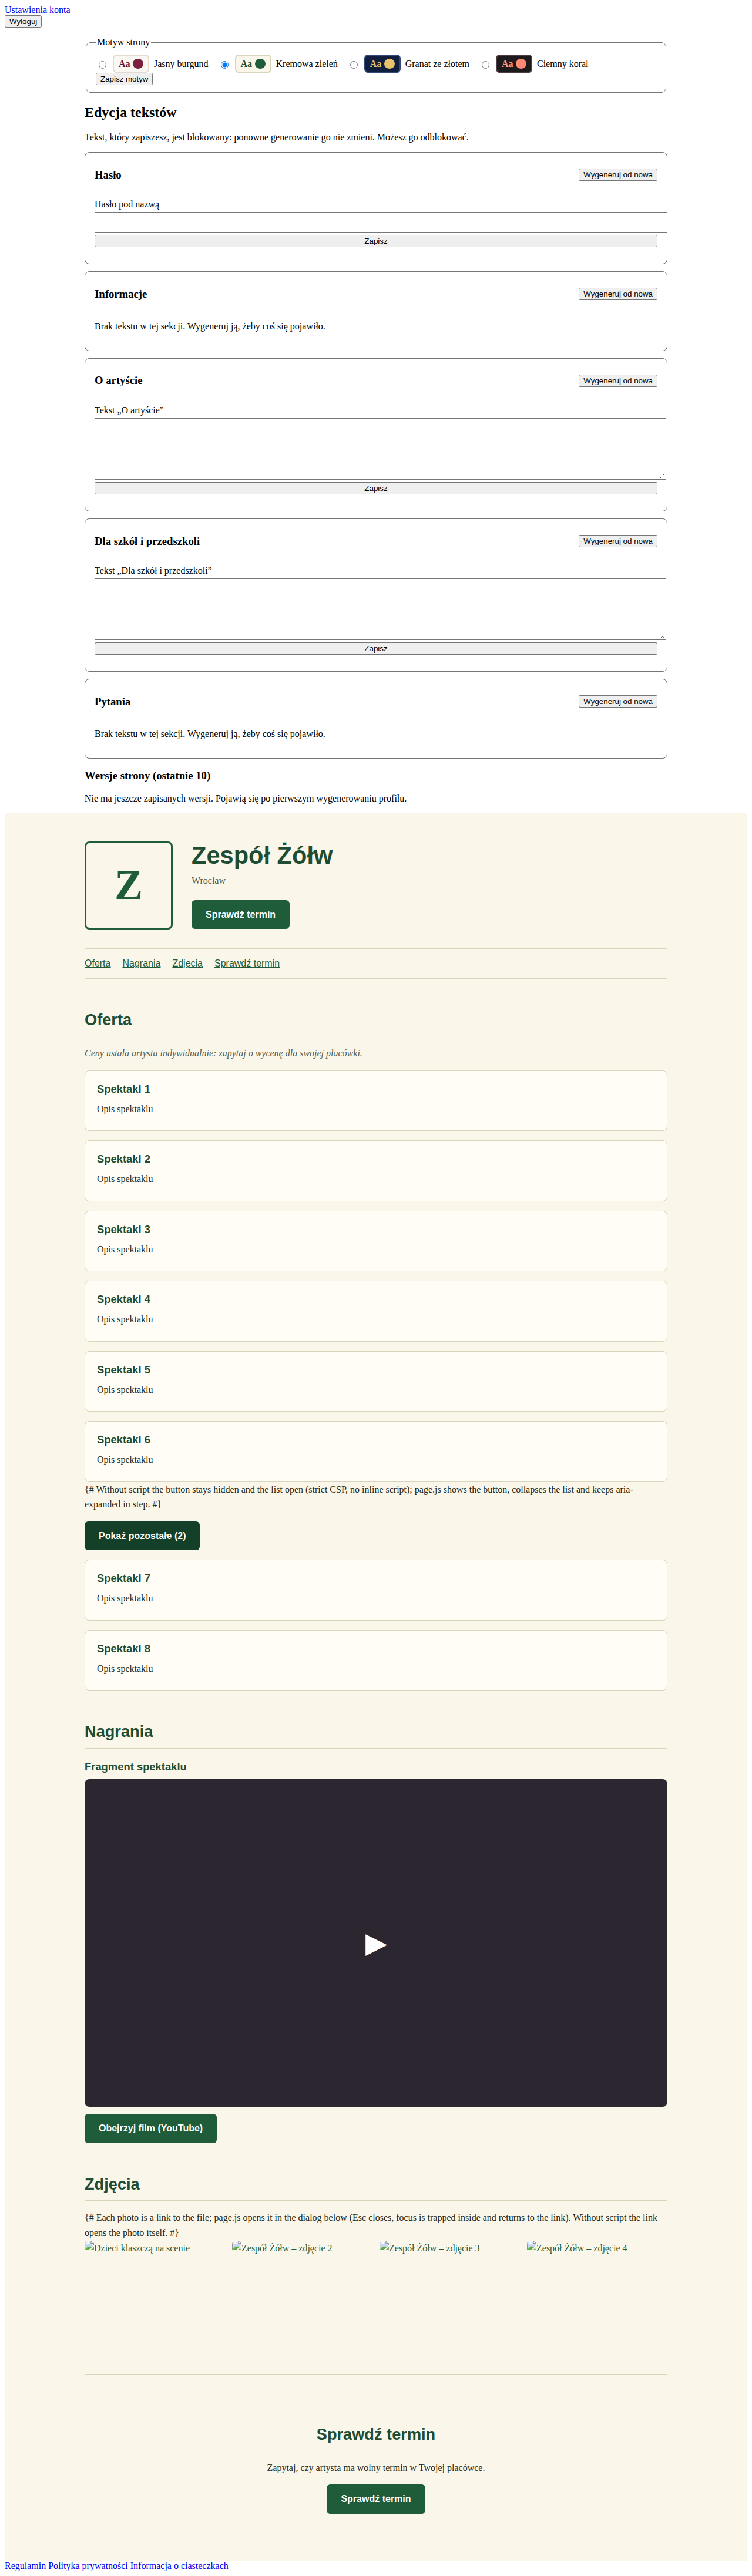 Ustawienia konta
Wyloguj
Motyw strony
Aa Jasny burgund Aa Kremowa zieleń Aa Granat ze złotem Aa Ciemny koral
Zapisz motyw
Edycja tekstów
Tekst, który zapiszesz, jest blokowany: ponowne generowanie go nie zmieni. Możesz go odblokować.
Hasło Wygeneruj od nowa
Hasło pod nazwą
Zapisz
Informacje Wygeneruj od nowa
Brak tekstu w tej sekcji. Wygeneruj ją, żeby coś się pojawiło.
O artyście Wygeneruj od nowa
Tekst „O artyście”
Zapisz
Dla szkół i przedszkoli Wygeneruj od nowa
Tekst „Dla szkół i przedszkoli”
Zapisz
Pytania Wygeneruj od nowa
Brak tekstu w tej sekcji. Wygeneruj ją, żeby coś się pojawiło.
Wersje strony (ostatnie 10)
Nie ma jeszcze zapisanych wersji. Pojawią się po pierwszym wygenerowaniu profilu.
Z
Zespół Żółw
Wrocław
Sprawdź termin
Oferta Nagrania Zdjęcia Sprawdź termin
Oferta
Ceny ustala artysta indywidualnie: zapytaj o wycenę dla swojej placówki.
Spektakl 1
Opis spektaklu
Spektakl 2
Opis spektaklu
Spektakl 3
Opis spektaklu
Spektakl 4
Opis spektaklu
Spektakl 5
Opis spektaklu
Spektakl 6
Opis spektaklu
{# Without script the button stays hidden and the list open (strict CSP, no inline script); page.js shows the button, collapses the list and keeps aria-
expanded in step. #}
Pokaż pozostałe (2)
Spektakl 7
Opis spektaklu
Spektakl 8
Opis spektaklu
Nagrania
Fragment spektaklu
Obejrzyj film (YouTube)
Zdjęcia
{# Each photo is a link to the file; page.js opens it in the dialog below (Esc closes, focus is trapped inside and returns to the link). Without script the link
opens the photo itself. #}
Dzieci klaszczą na scenie Zespół Żółw – zdjęcie 2 Zespół Żółw – zdjęcie 3 Zespół Żółw – zdjęcie 4
Sprawdź termin
Zapytaj, czy artysta ma wolny termin w Twojej placówce.
Sprawdź termin
Regulamin Polityka prywatności Informacja o ciasteczkach